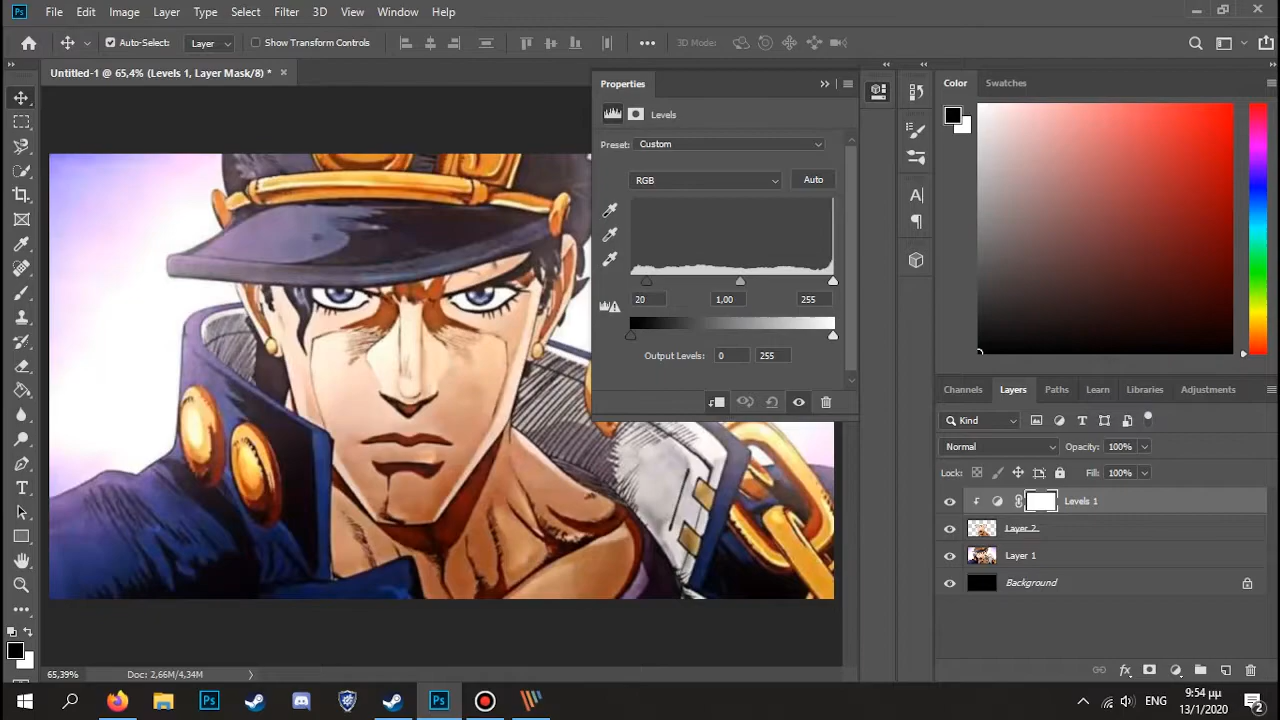 Ps File Edit Image Layer Type Select Filter 3D View Window Help
Auto-Select: Layer Show Transform Controls 3D Mode:
Untitled-1 @ 65,4% (Levels 1, Layer Mask/8) *
Properties
Levels
Preset: Custom
RGB Auto
20 1,00 255
Output Levels: 0 255
Color Swatches
Channels Layers Paths Learn Libraries Adjustments
Kind
Normal Opacity: 100%
Lock: Fill: 100%
Levels 1
Layer 2
Layer 1
Background
65,39% Doc: 2,66M/4,34M
Ps Ps ENG 9:54 μμ
13/1/2020 2